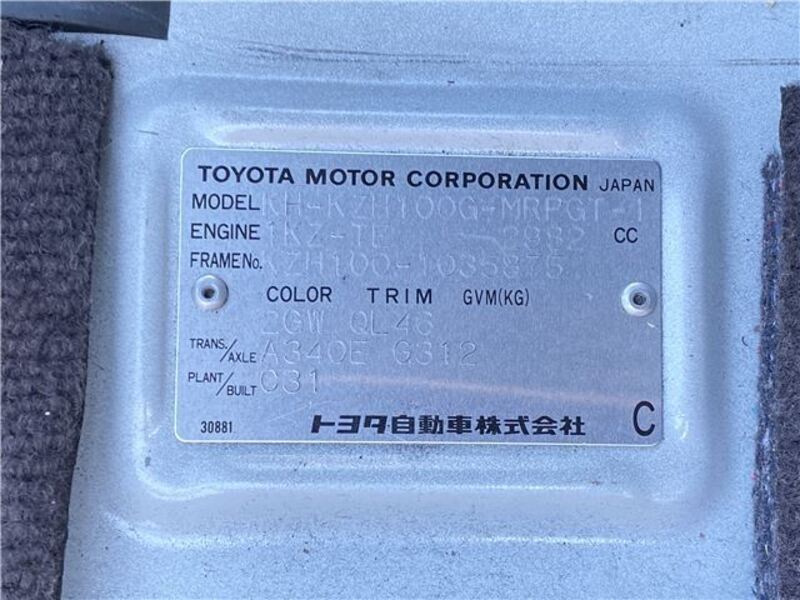 TOYOTA MOTOR CORPORATION JAPAN
MODEL KH-KZH100G-MRPGT-1
ENGINE 1KZ-TE 2982 CC
FRAME No. KZH100-1035875
COLOR TRIM GVM(KG)
2GW QL46
TRANS./AXLE A340E G312
PLANT/BUILT C31
30881 トヨタ自動車株式会社 C